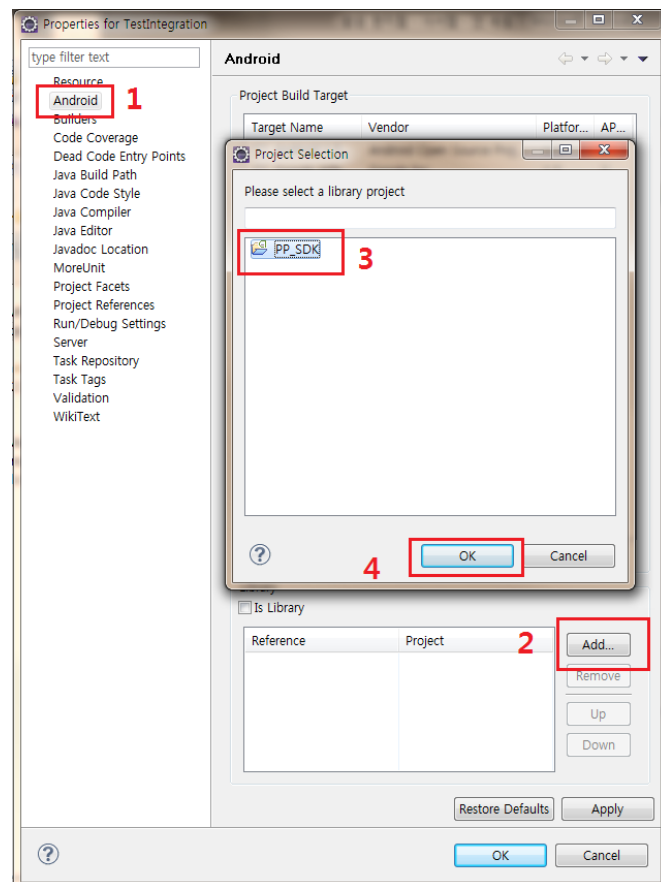 Properties for TestIntegration
type filter text
Android
Resource
Android
1
Builders
Code Coverage
Dead Code Entry Points
Java Build Path
Java Code Style
Java Compiler
Java Editor
Javadoc Location
MoreUnit
Project Facets
Project References
Run/Debug Settings
Server
Task Repository
Task Tags
Validation
WikiText
Project Build Target
Target Name Vendor Platfor... AP...
Project Selection
Please select a library project
PP_SDK
3
4
OK Cancel
Library
Is Library
Reference Project
2
Add...
Remove
Up
Down
Restore Defaults Apply
OK Cancel